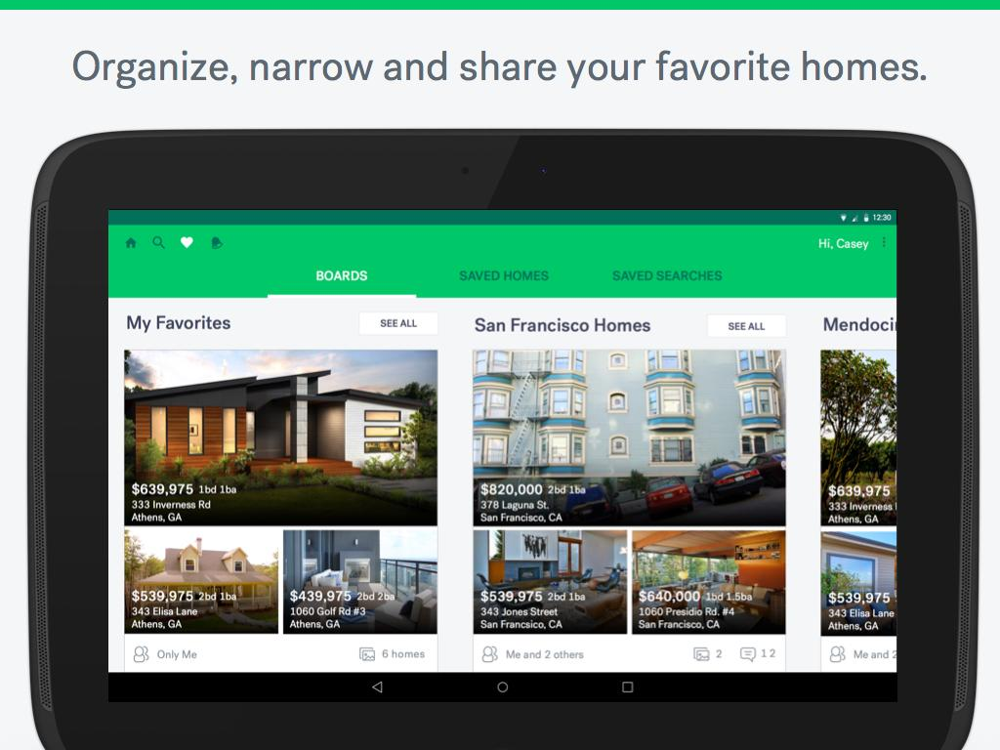 Organize, narrow and share your favorite homes.
12:30
Hi, Casey
BOARDS
SAVED HOMES
SAVED SEARCHES
My Favorites
SEE ALL
$639,975 1bd 1ba
333 Inverness Rd
Athens, GA
$539,975 2bd 1ba
343 Elisa Lane
Athens, GA
$439,975 2bd 2ba
1060 Golf Rd #3
Athens, GA
Only Me
6 homes
San Francisco Homes
SEE ALL
$820,000 2bd 1ba
378 Laguna St.
San Francisco, CA
$539,975 2bd 1ba
343 Jones Street
San Francsico, CA
$640,000 1bd 1.5ba
1060 Presidio Rd. #4
San Francisco, CA
Me and 2 others
2
12
Mendoci
$639,975
333 Inverness
Athens, GA
$539,975
343 Elisa Lane
Athens, GA
Me and 2